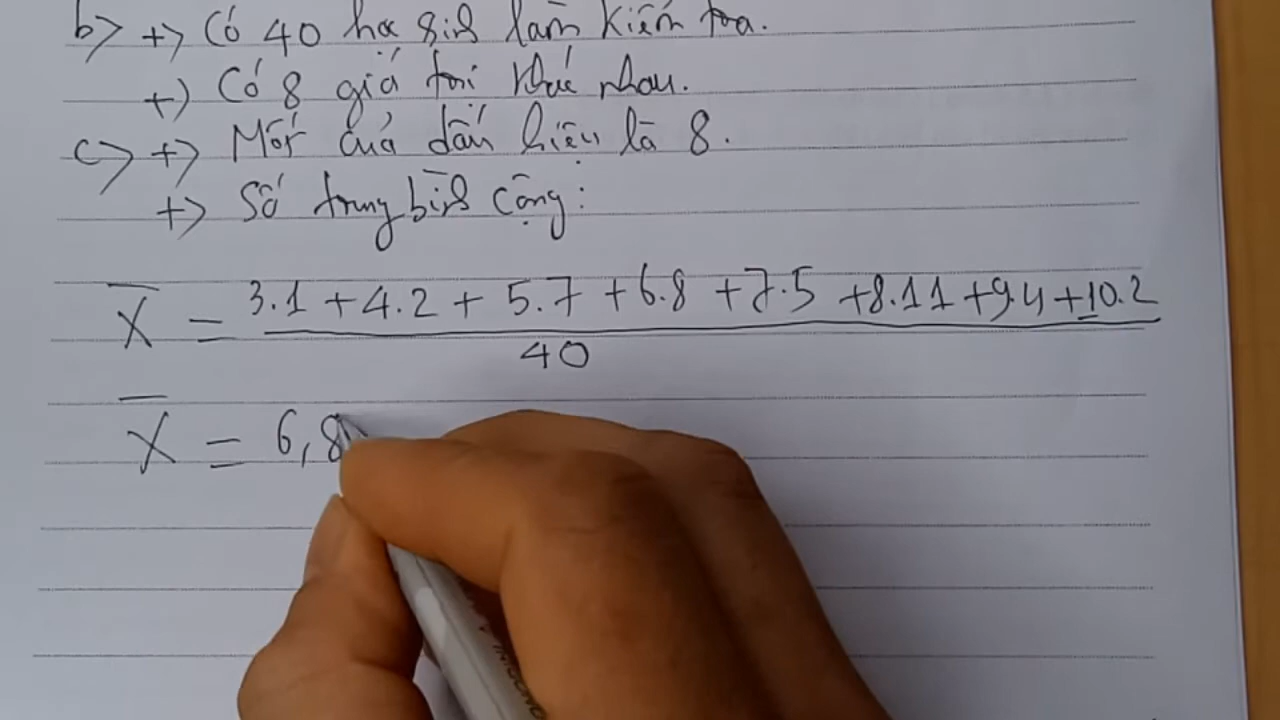 b> +> Có 40 học sinh làm kiểm tra.
+) Có 8 giá trị khác nhau.
c> +> Mốt của dấu hiệu là 8.
+> Số trung bình cộng:
X̄ = 3.1 + 4.2 + 5.7 + 6.8 + 7.5 + 8.11 + 9.4 + 10.2
40
X̄ = 6,8